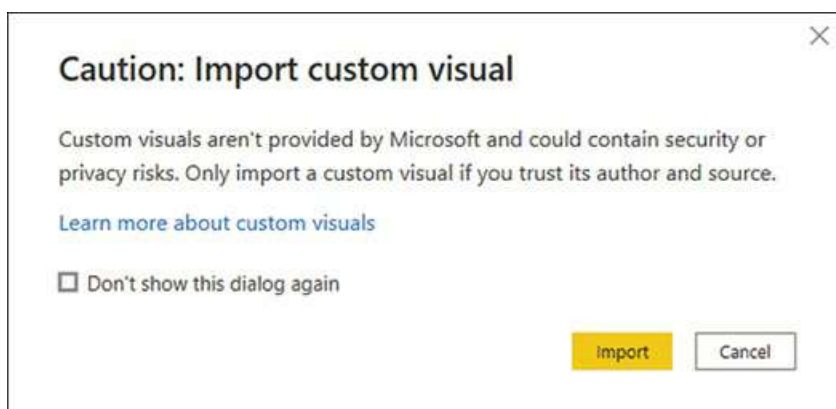 Caution: Import custom visual
Custom visuals aren't provided by Microsoft and could contain security or
privacy risks. Only import a custom visual if you trust its author and source.
Learn more about custom visuals
Don't show this dialog again
Import Cancel